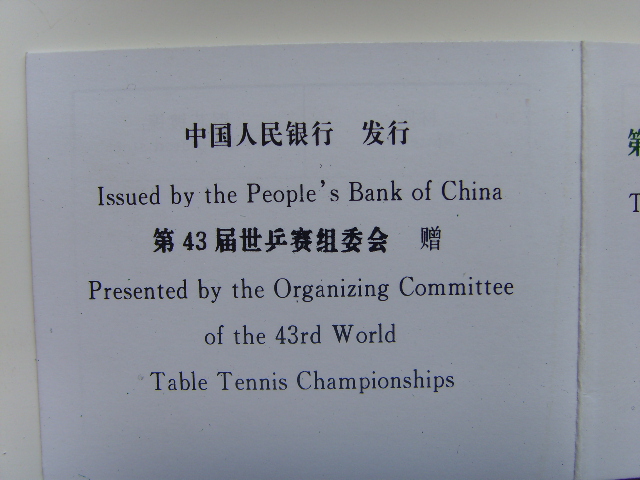 中国人民银行 发行
Issued by the People's Bank of China
第43届世乒赛组委会 赠
Presented by the Organizing Committee
of the 43rd World
Table Tennis Championships
第
T